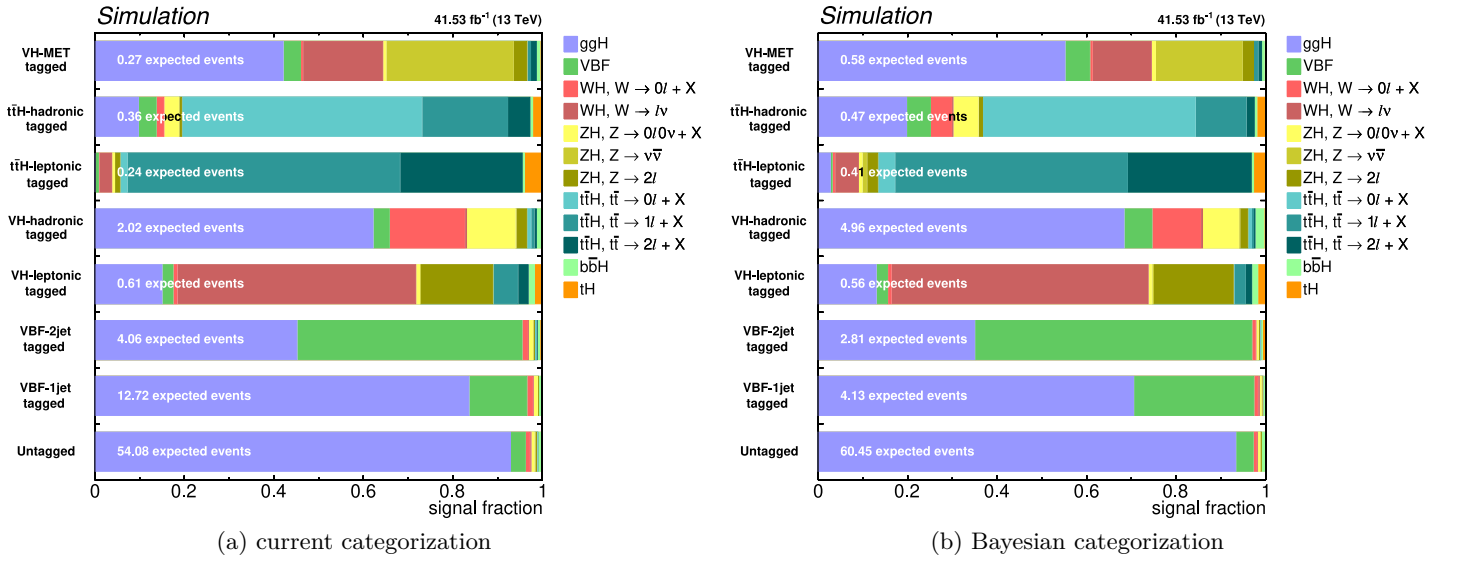 Simulation
41.53 fb⁻¹ (13 TeV)
VH-MET
tagged
0.27 expected events
tt̄H-hadronic
tagged
0.36 expec
tt̄H-leptonic
tagged
0.24 expected events
VH-hadronic
tagged
2.02 expected events
VH-leptonic
tagged
0.61 expected events
VBF-2jet
tagged
4.06 expected events
VBF-1jet
tagged
12.72 expected events
Untagged
54.08 expected events
0 0.2 0.4 0.6 0.8 1
signal fraction
ggH
VBF
WH, W → 0l + X
WH, W → lν
ZH, Z → 0l0ν + X
ZH, Z → νν̄
ZH, Z → 2l
tt̄H, tt̄ → 0l + X
tt̄H, tt̄ → 1l + X
tt̄H, tt̄ → 2l + X
bb̄H
tH
(a) current categorization
Simulation
41.53 fb⁻¹ (13 TeV)
VH-MET
tagged
0.58 expected events
tt̄H-hadronic
tagged
0.47 expected events
tt̄H-leptonic
tagged
0.41 expected events
VH-hadronic
tagged
4.96 expected events
VH-leptonic
tagged
0.56 expected events
VBF-2jet
tagged
2.81 expected events
VBF-1jet
tagged
4.13 expected events
Untagged
60.45 expected events
0 0.2 0.4 0.6 0.8 1
signal fraction
ggH
VBF
WH, W → 0l + X
WH, W → lν
ZH, Z → 0l0ν + X
ZH, Z → νν̄
ZH, Z → 2l
tt̄H, tt̄ → 0l + X
tt̄H, tt̄ → 1l + X
tt̄H, tt̄ → 2l + X
bb̄H
tH
(b) Bayesian categorization